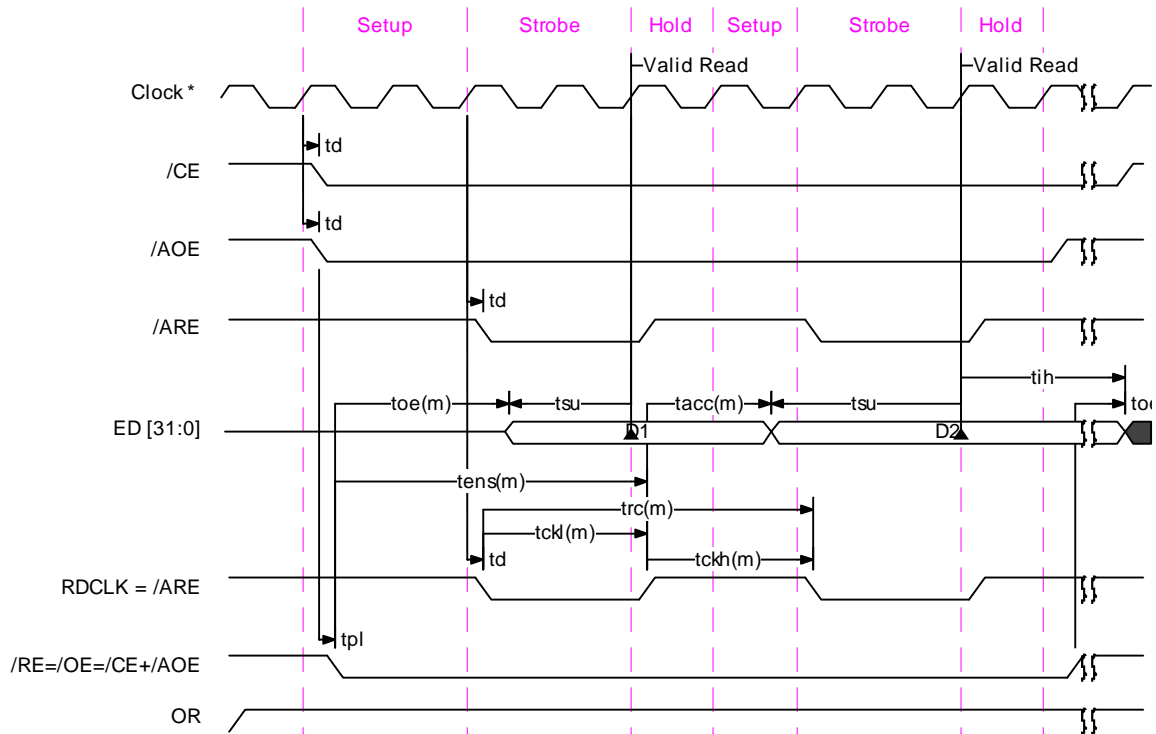 Setup Strobe Hold Setup Strobe Hold
Valid Read Valid Read
Clock *
td
/CE
td
/AOE
td
/ARE
tih
toe(m) tsu tacc(m) tsu toe
ED [31:0] D1 D2
tens(m)
trc(m)
tckl(m)
td tckh(m)
RDCLK = /ARE
tpl
/RE=/OE=/CE+/AOE
OR